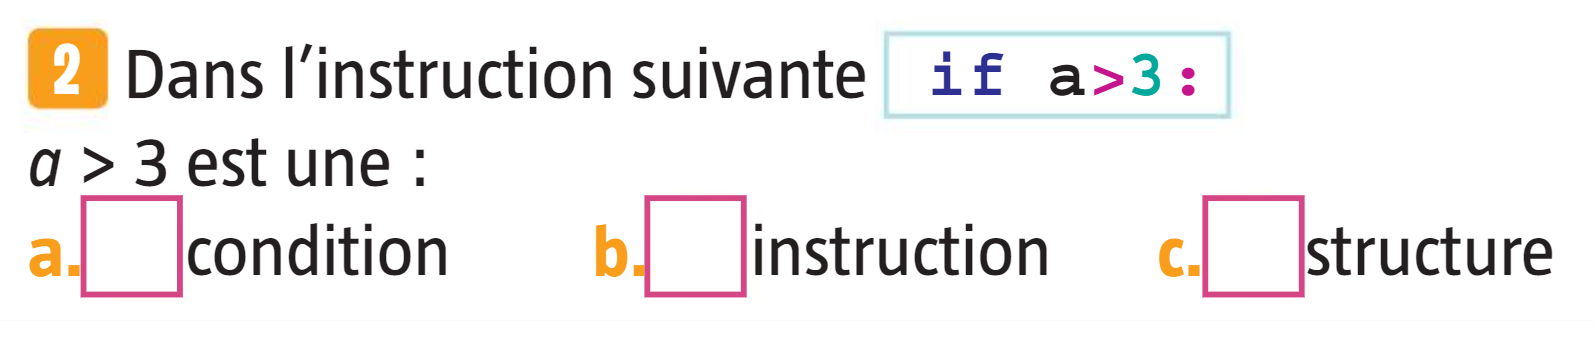 2 Dans l’instruction suivante if a>3:
a > 3 est une :
a. condition b. instruction c. structure